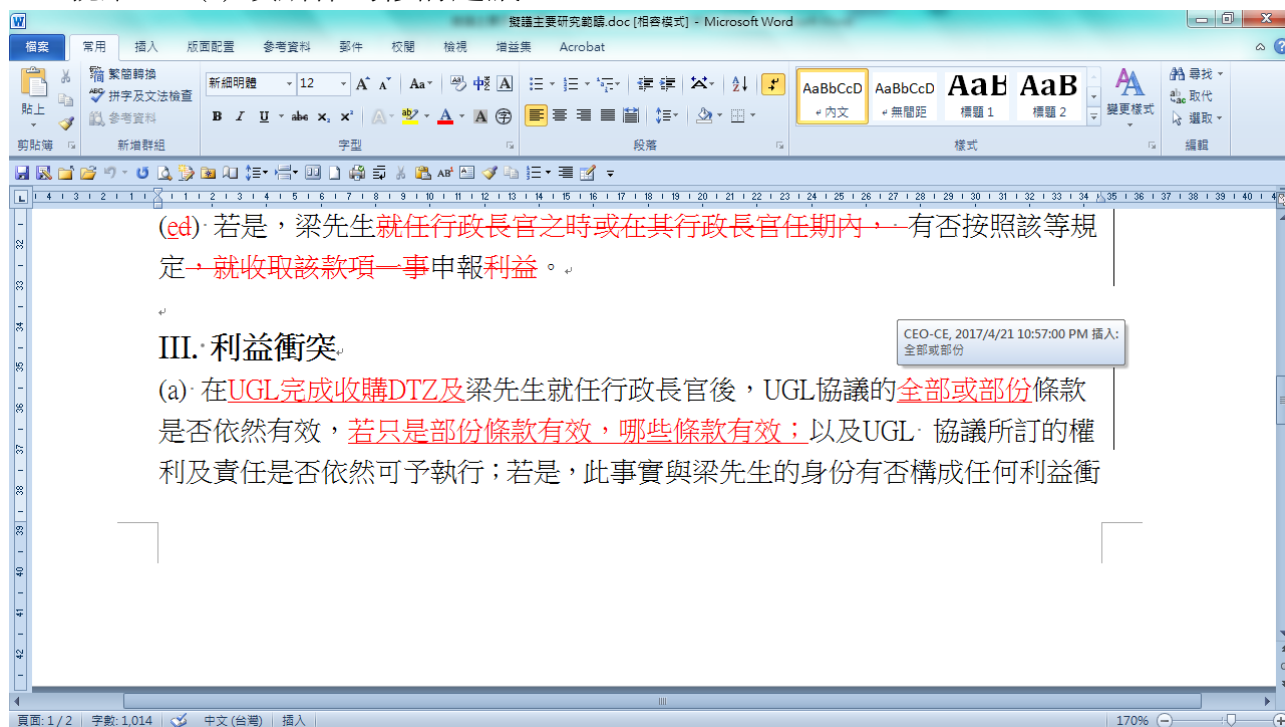 擬議主要研究範疇.doc [相容模式] - Microsoft Word
檔案 常用 插入 版面配置 參考資料 郵件 校閱 檢視 增益集 Acrobat
貼上 繁簡轉換 拼字及文法檢查 參考資料
新細明體 12
AaBbCcD 內文 AaBbCcD 無間距 AaB 標題 1 AaB 標題 2 變更樣式
尋找 取代 選取
剪貼簿 新增群組 字型 段落 樣式 編輯
(ed) 若是，梁先生就任行政長官之時或在其行政長官任期內，有否按照該等規
定，就收取該款項一事申報利益。
CEO-CE, 2017/4/21 10:57:00 PM 插入:
全部或部份
III. 利益衝突
(a) 在UGL完成收購DTZ及梁先生就任行政長官後，UGL協議的全部或部份條款
是否依然有效，若只是部份條款有效，哪些條款有效；以及UGL 協議所訂的權
利及責任是否依然可予執行；若是，此事實與梁先生的身份有否構成任何利益衝
頁面: 1 / 2 字數: 1,014 中文 (台灣) 插入 170%